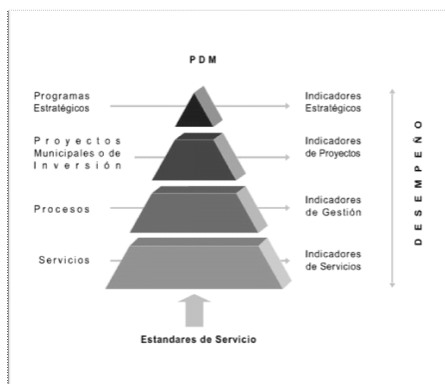 PDM
Programas
Estratégicos
Indicadores
Estratégicos
Proyectos
Municipales o de
Inversión
Indicadores
de Proyectos
Procesos
Indicadores
de Gestión
Servicios
Indicadores
de Servicios
DESEMPEÑO
Estandares de Servicio